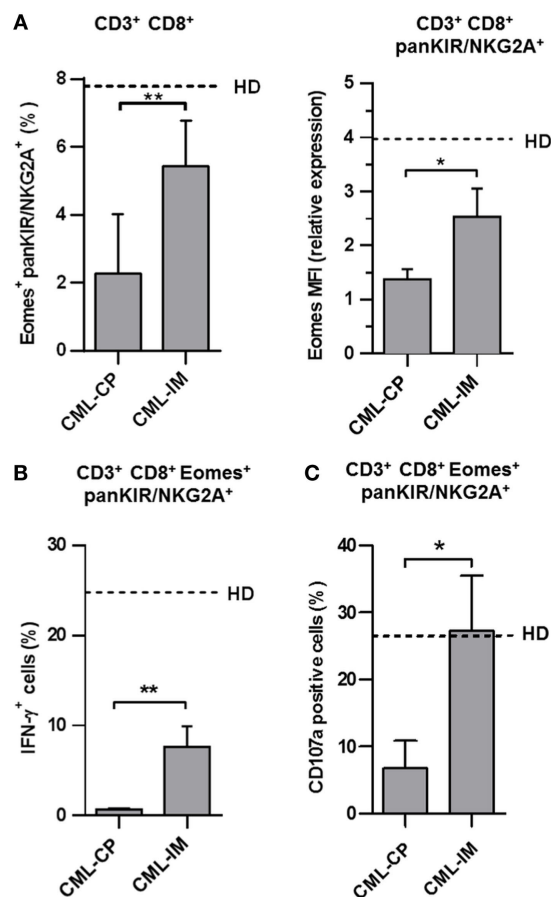 A
CD3⁺ CD8⁺
Eomes⁺ panKIR/NKG2A⁺ (%)
8
6
4
2
0
HD
**
CML-CP
CML-IM
CD3⁺ CD8⁺
panKIR/NKG2A⁺
Eomes MFI (relative expression)
5
4
3
2
1
0
HD
*
CML-CP
CML-IM
B
CD3⁺ CD8⁺ Eomes⁺
panKIR/NKG2A⁺
IFN-γ⁺ cells (%)
30
20
10
0
HD
**
CML-CP
CML-IM
C
CD3⁺ CD8⁺ Eomes⁺
panKIR/NKG2A⁺
CD107a positive cells (%)
40
30
20
10
0
*
HD
CML-CP
CML-IM